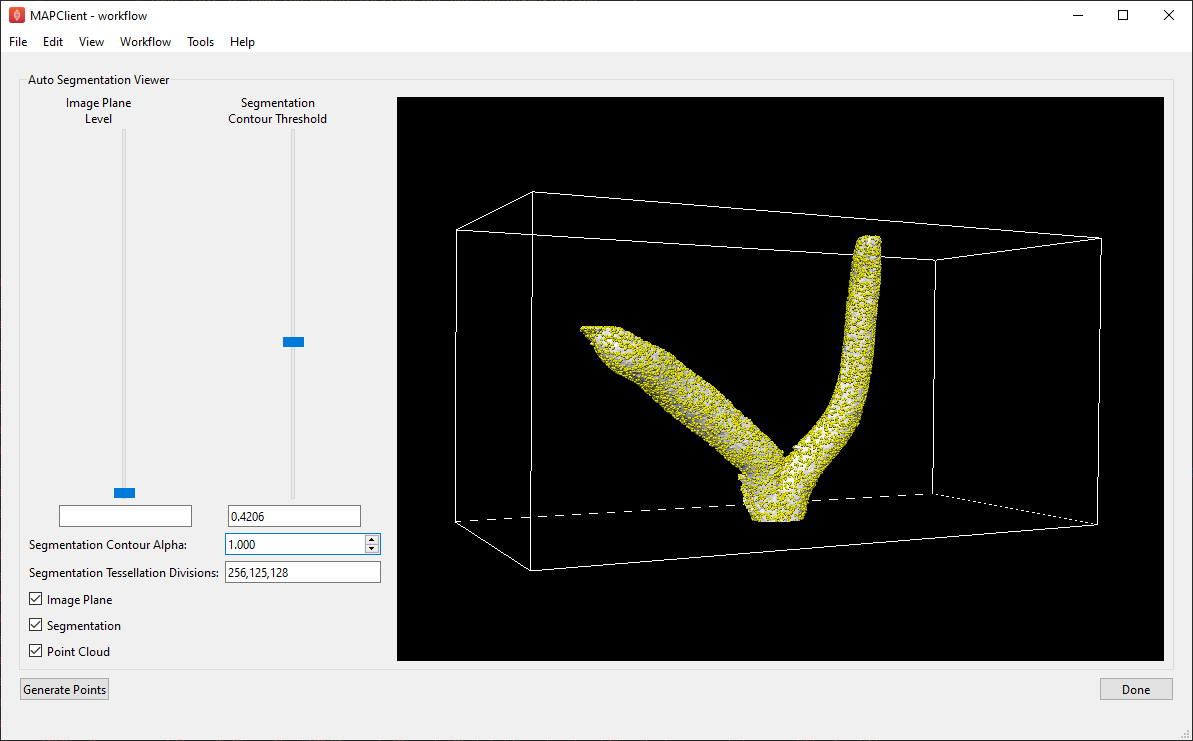 MAPClient - workflow
File Edit View Workflow Tools Help
Auto Segmentation Viewer
Image Plane
Level
Segmentation
Contour Threshold
0.4206
Segmentation Contour Alpha: 1.000
Segmentation Tessellation Divisions: 256,125,128
Image Plane
Segmentation
Point Cloud
Generate Points
Done